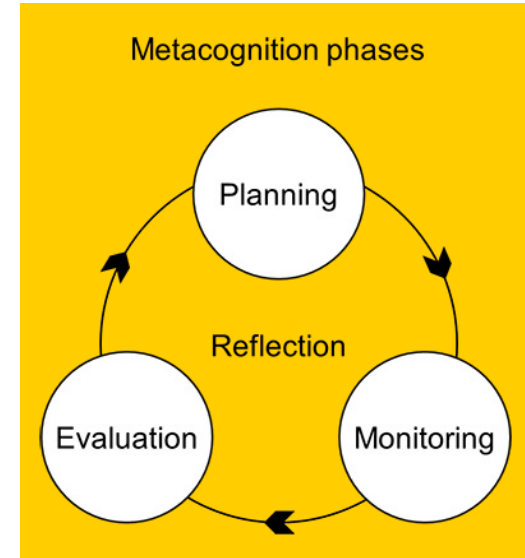 Metacognition phases
Planning
Reflection
Evaluation
Monitoring